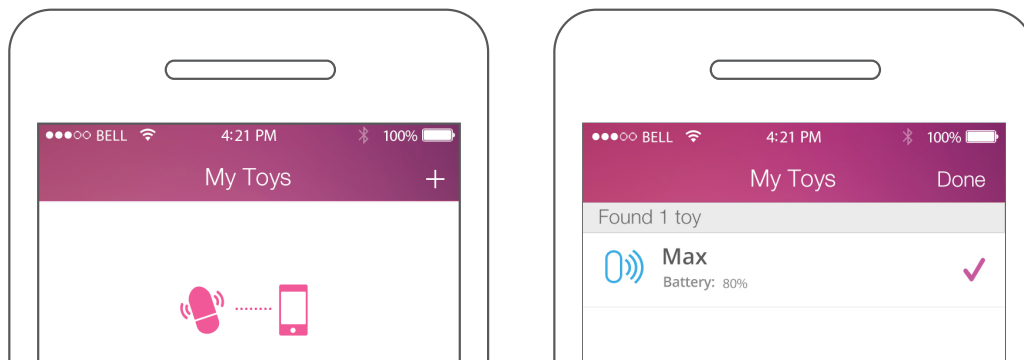 BELL 4:21 PM 100%
My Toys +
BELL 4:21 PM 100%
My Toys Done
Found 1 toy
Max
Battery: 80%